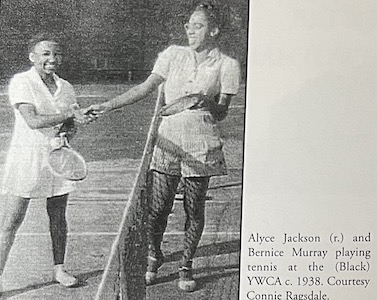 Alyce Jackson (r.) and
Bernice Murray playing
tennis at the (Black)
YWCA c. 1938. Courtesy
Connie Ragsdale.